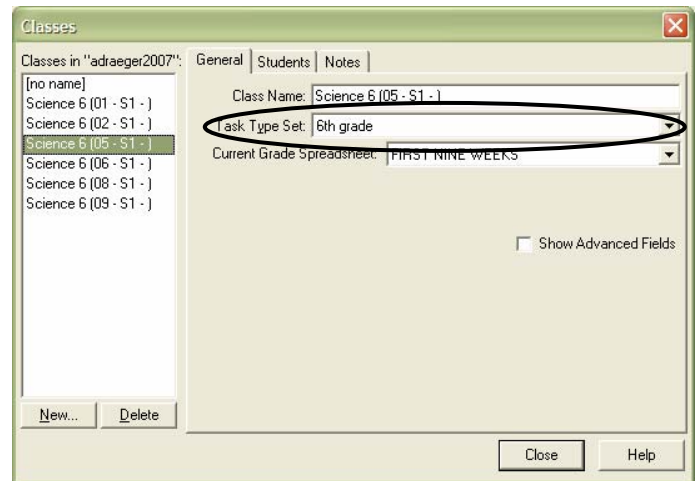 Classes
Classes in "adraeger2007":
[no name]
Science 6 (01 - S1 - )
Science 6 (02 - S1 - )
Science 6 (05 - S1 - )
Science 6 (06 - S1 - )
Science 6 (08 - S1 - )
Science 6 (09 - S1 - )
New... Delete
General Students Notes
Class Name: Science 6 (05 - S1 - )
Task Type Set: 6th grade
Current Grade Spreadsheet: FIRST NINE WEEKS
Show Advanced Fields
Close Help